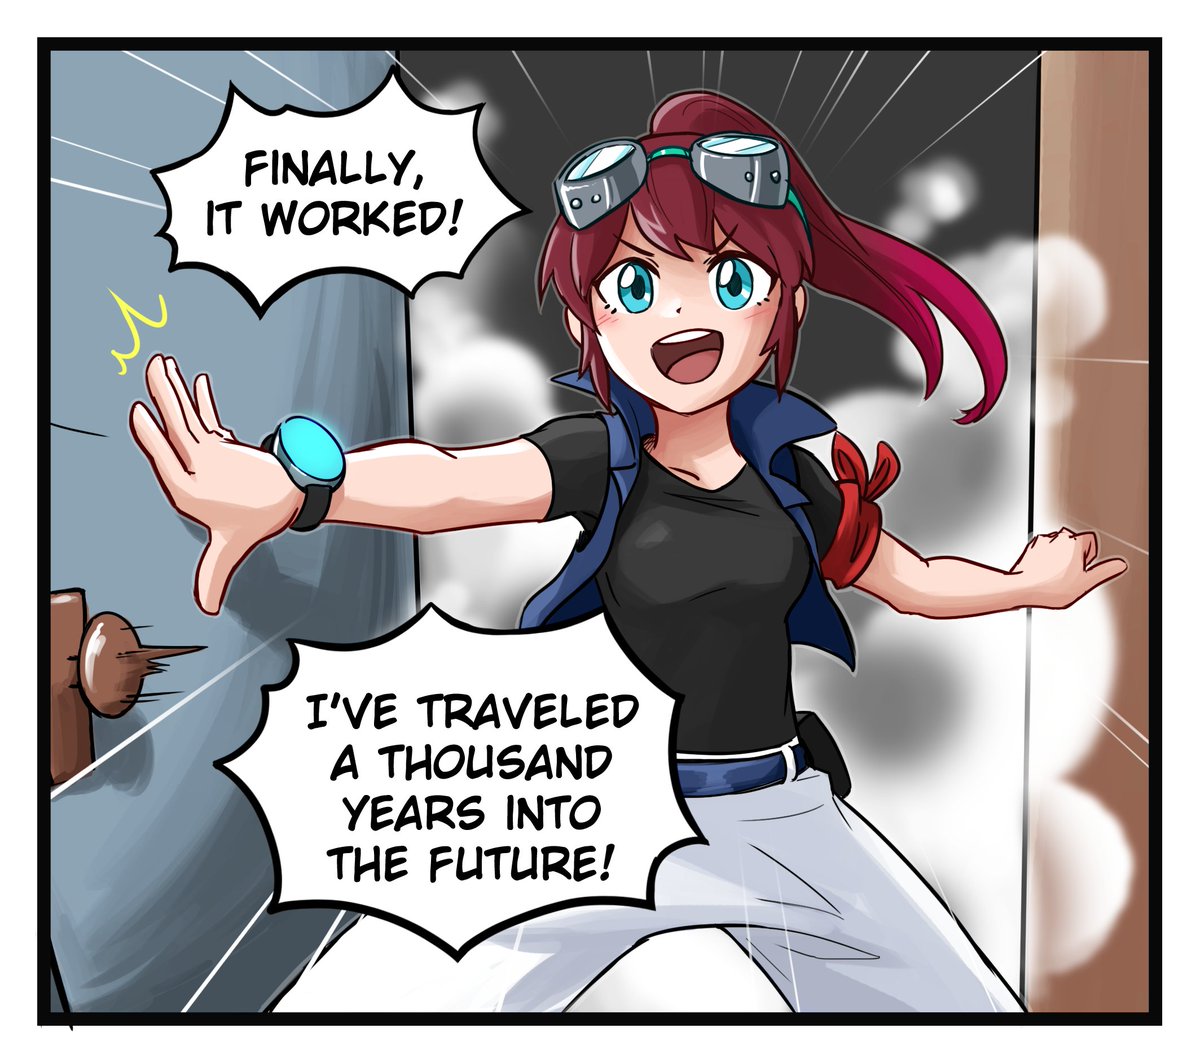 FINALLY,
IT WORKED!
I'VE TRAVELED
A THOUSAND
YEARS INTO
THE FUTURE!